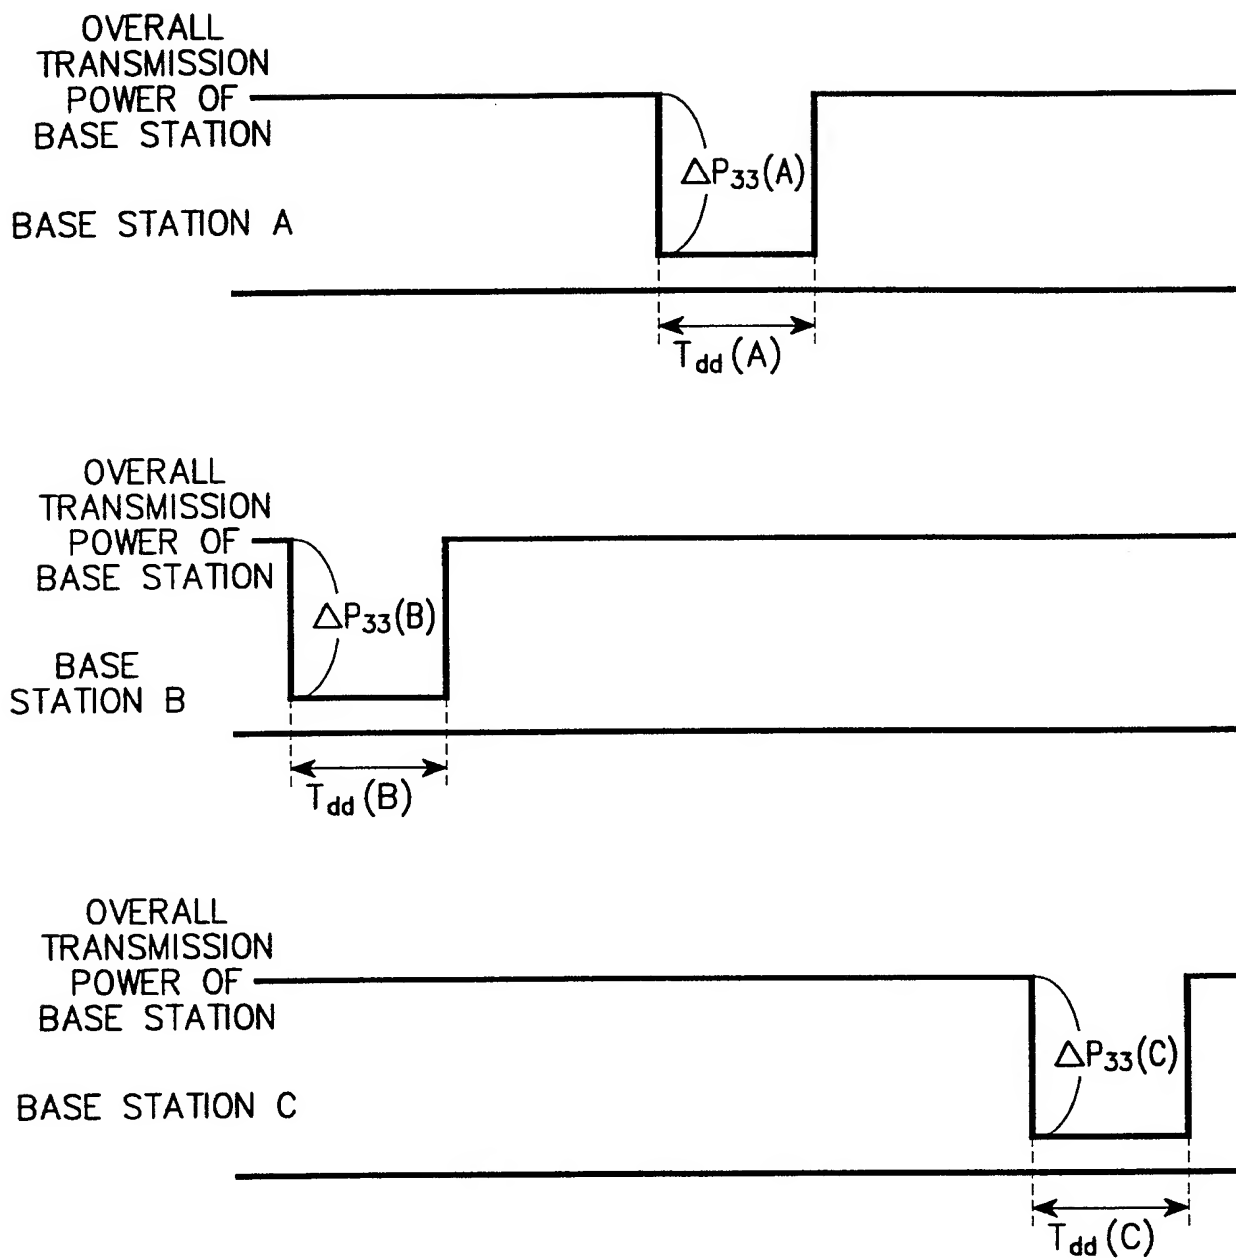 OVERALL
TRANSMISSION
POWER OF
BASE STATION
ΔP33(A)
BASE STATION A
Tdd(A)
OVERALL
TRANSMISSION
POWER OF
BASE STATION
ΔP33(B)
BASE
STATION B
Tdd(B)
OVERALL
TRANSMISSION
POWER OF
BASE STATION
ΔP33(C)
BASE STATION C
Tdd(C)